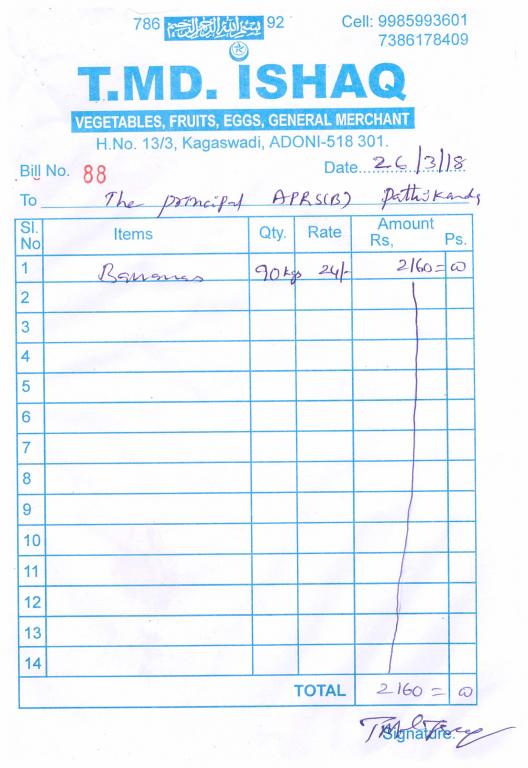 786 بسم الله الرحمن الرحيم 92
Cell: 9985993601
7386178409
T.MD. ISHAQ
VEGETABLES, FRUITS, EGGS, GENERAL MERCHANT
H.No. 13/3, Kagaswadi, ADONI-518 301.
Bill No. 88 Date 26/3/18
To The principal APRS(B)
Sl. No Items Qty. Rate Amount Rs, Ps.
1 Bananas 90 kgs 24/- 2160 = 00
2
3
4
5
6
7
8
9
10
11
12
13
14
TOTAL 2160 = 00
Signature.